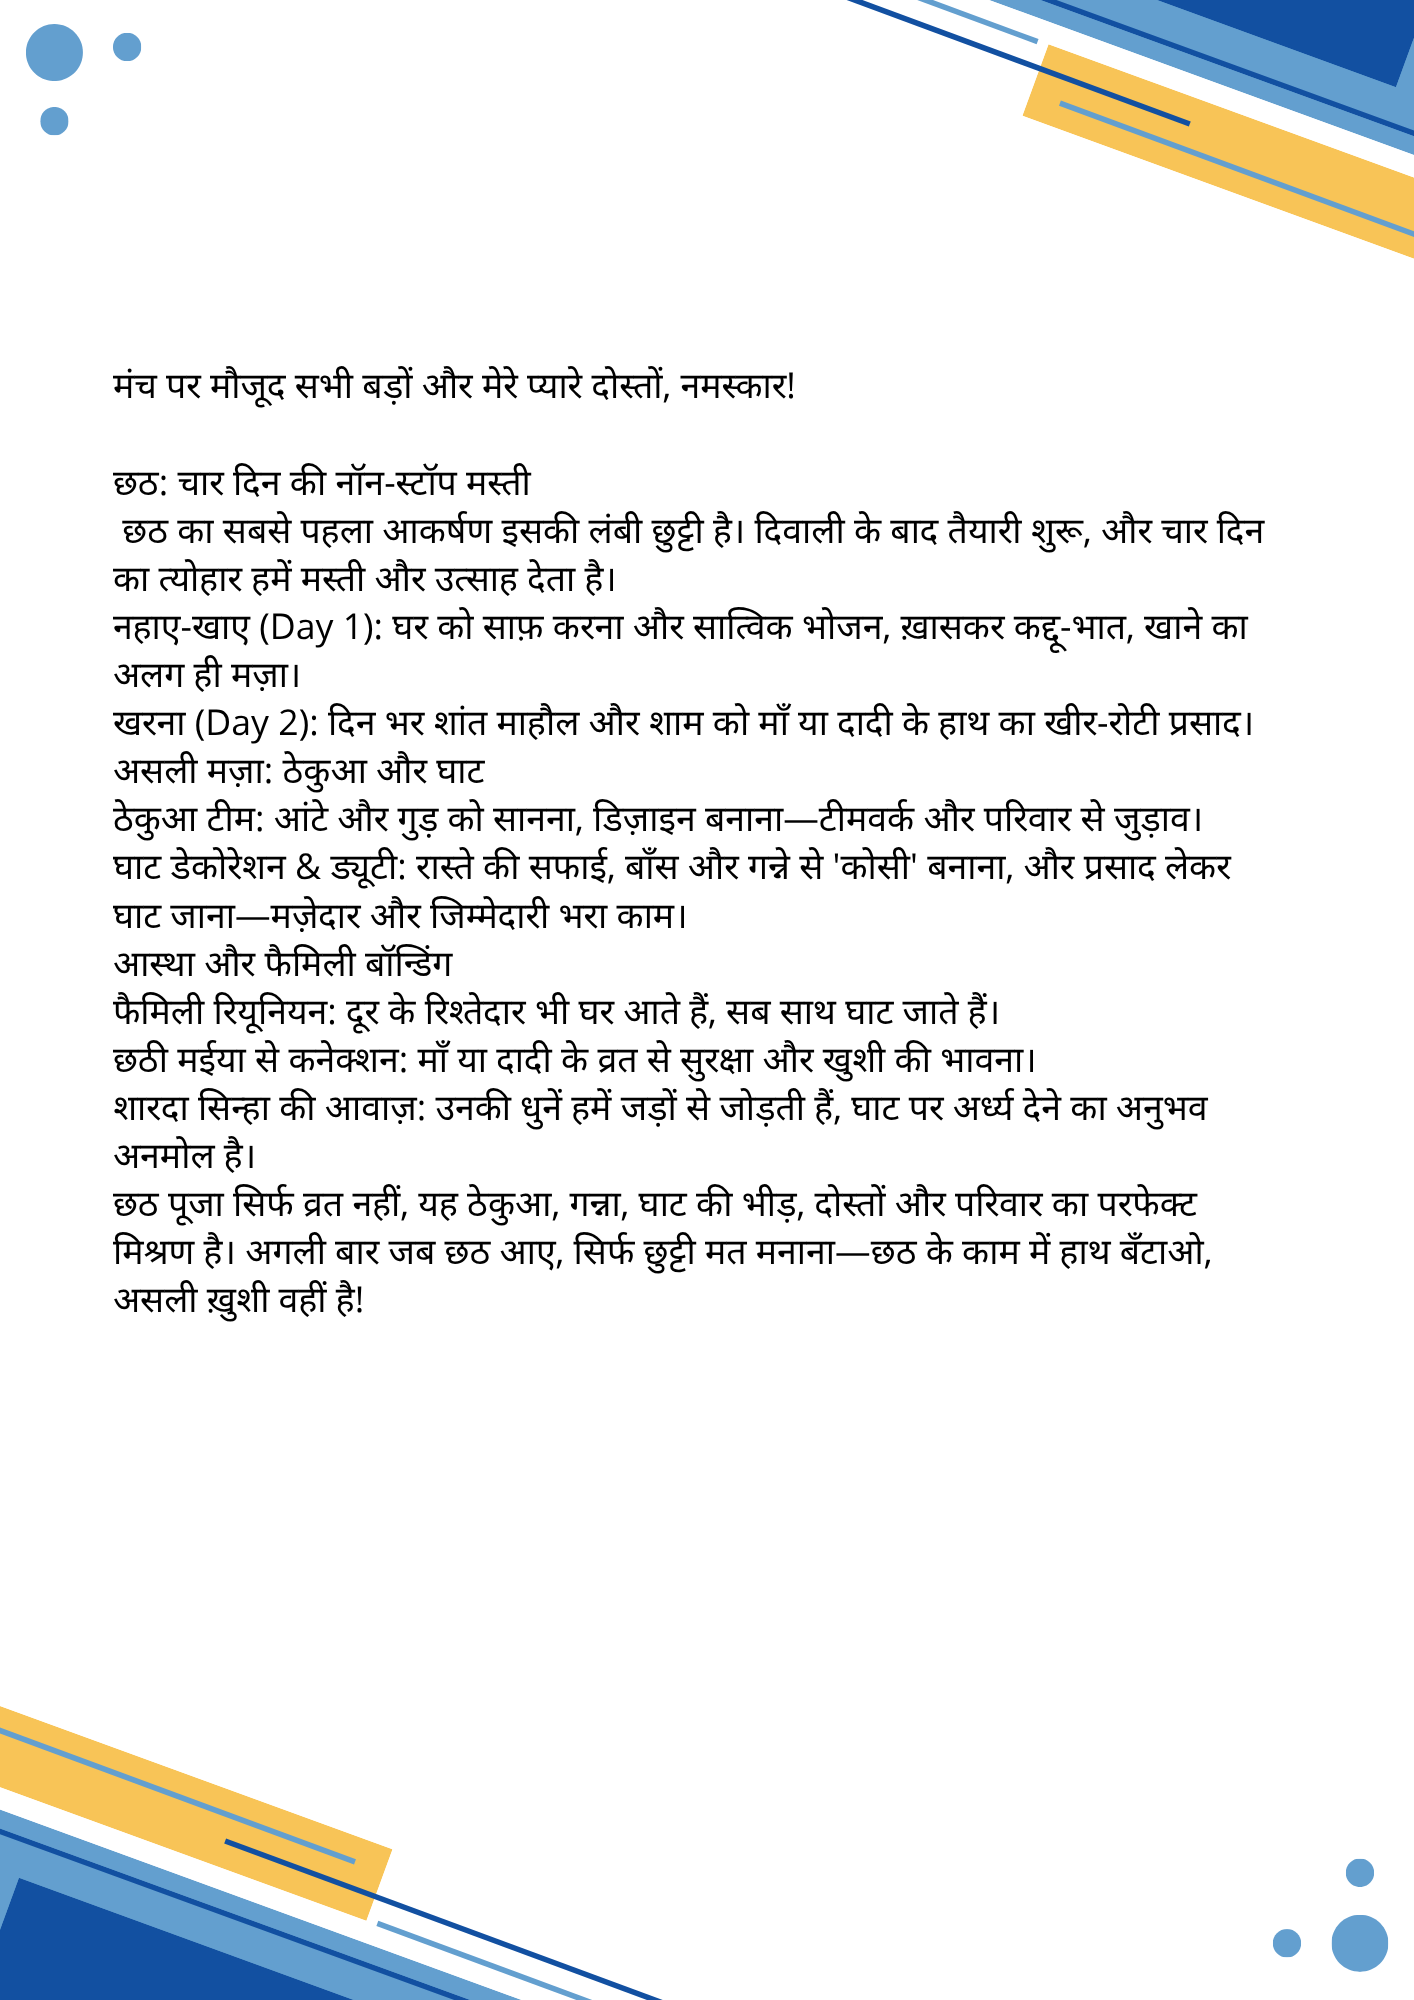 मंच पर मौजूद सभी बड़ों और मेरे प्यारे दोस्तों, नमस्कार!
छठ: चार दिन की नॉन-स्टॉप मस्ती
छठ का सबसे पहला आकर्षण इसकी लंबी छुट्टी है। दिवाली के बाद तैयारी शुरू, और चार दिन
का त्योहार हमें मस्ती और उत्साह देता है।
नहाए-खाए (Day 1): घर को साफ़ करना और सात्विक भोजन, ख़ासकर कद्दू-भात, खाने का
अलग ही मज़ा।
खरना (Day 2): दिन भर शांत माहौल और शाम को माँ या दादी के हाथ का खीर-रोटी प्रसाद।
असली मज़ा: ठेकुआ और घाट
ठेकुआ टीम: आंटे और गुड़ को सानना, डिज़ाइन बनाना—टीमवर्क और परिवार से जुड़ाव।
घाट डेकोरेशन & ड्यूटी: रास्ते की सफाई, बाँस और गन्ने से 'कोसी' बनाना, और प्रसाद लेकर
घाट जाना—मज़ेदार और जिम्मेदारी भरा काम।
आस्था और फैमिली बॉन्डिंग
फैमिली रियूनियन: दूर के रिश्तेदार भी घर आते हैं, सब साथ घाट जाते हैं।
छठी मईया से कनेक्शन: माँ या दादी के व्रत से सुरक्षा और खुशी की भावना।
शारदा सिन्हा की आवाज़: उनकी धुनें हमें जड़ों से जोड़ती हैं, घाट पर अर्ध्य देने का अनुभव
अनमोल है।
छठ पूजा सिर्फ व्रत नहीं, यह ठेकुआ, गन्ना, घाट की भीड़, दोस्तों और परिवार का परफेक्ट
मिश्रण है। अगली बार जब छठ आए, सिर्फ छुट्टी मत मनाना—छठ के काम में हाथ बँटाओ,
असली ख़ुशी वहीं है!